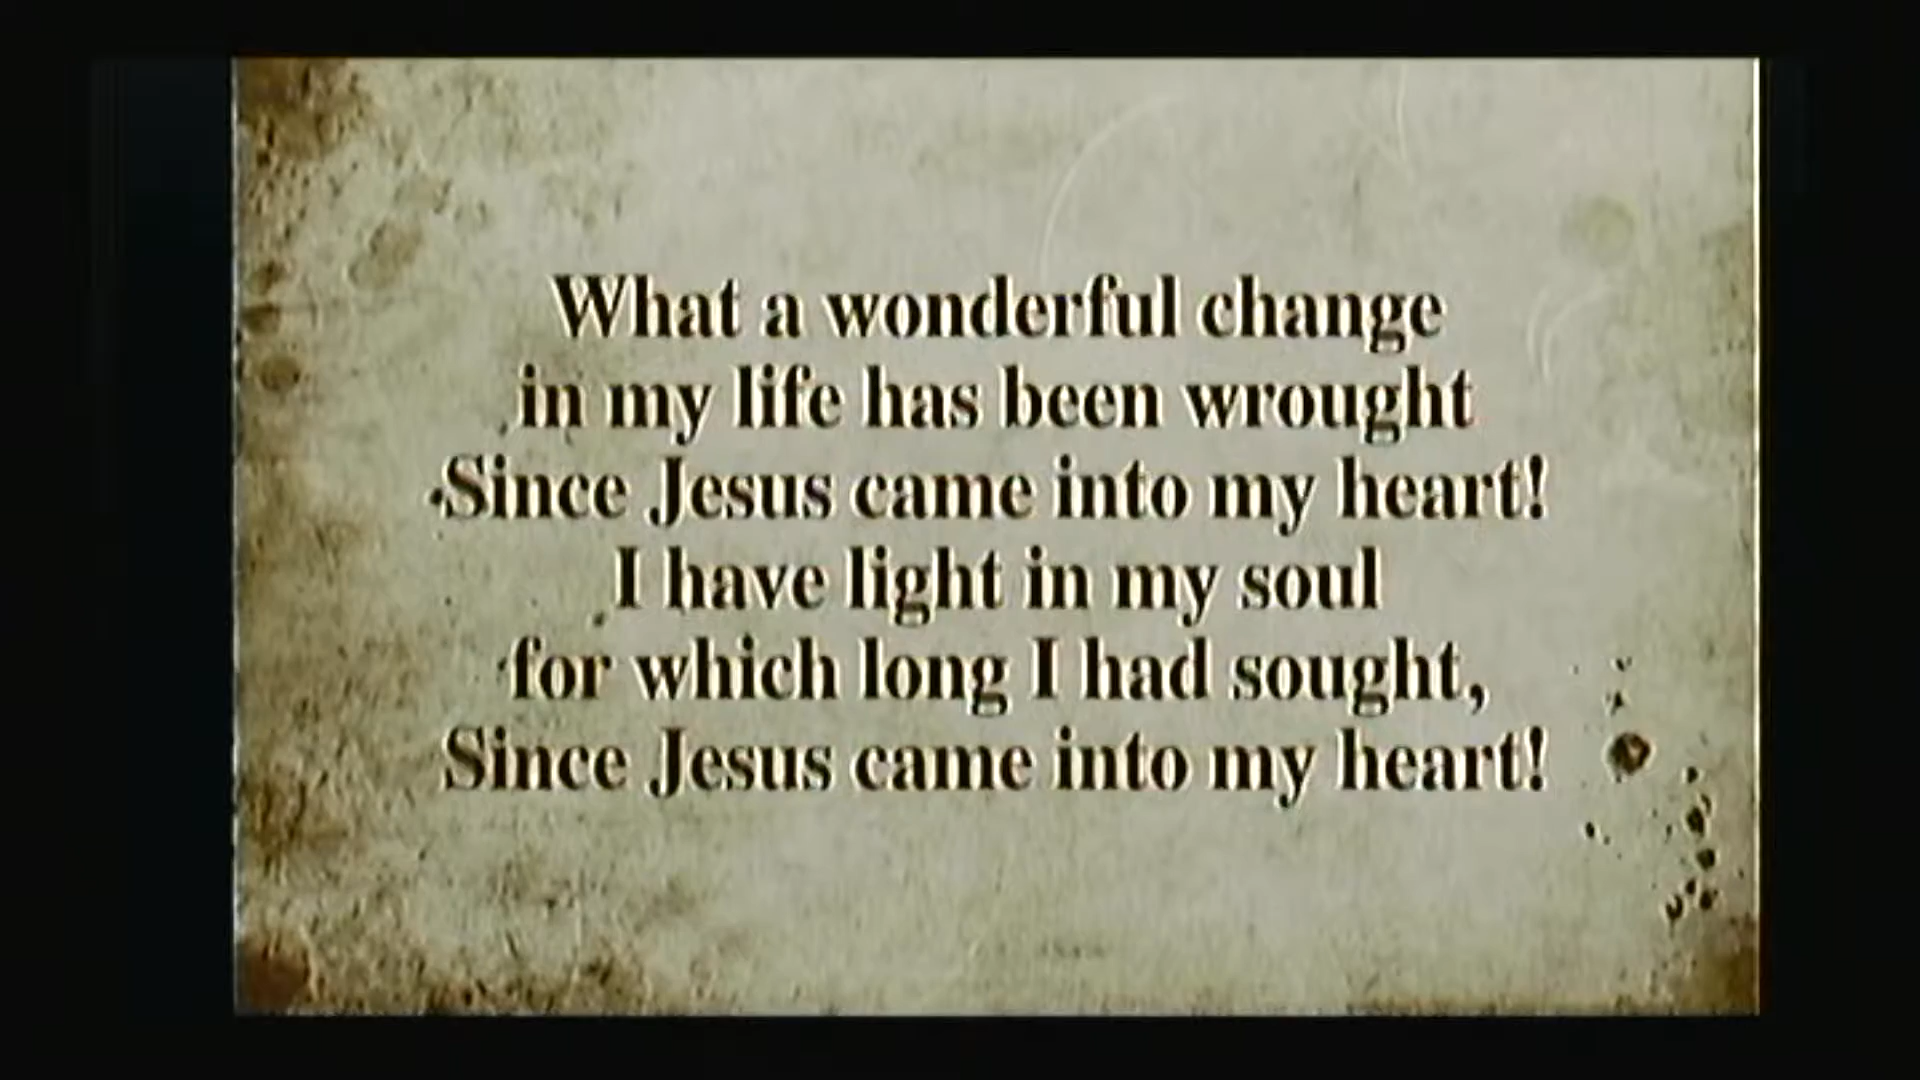 What a wonderful change
in my life has been wrought
Since Jesus came into my heart!
I have light in my soul
for which long I had sought,
Since Jesus came into my heart!